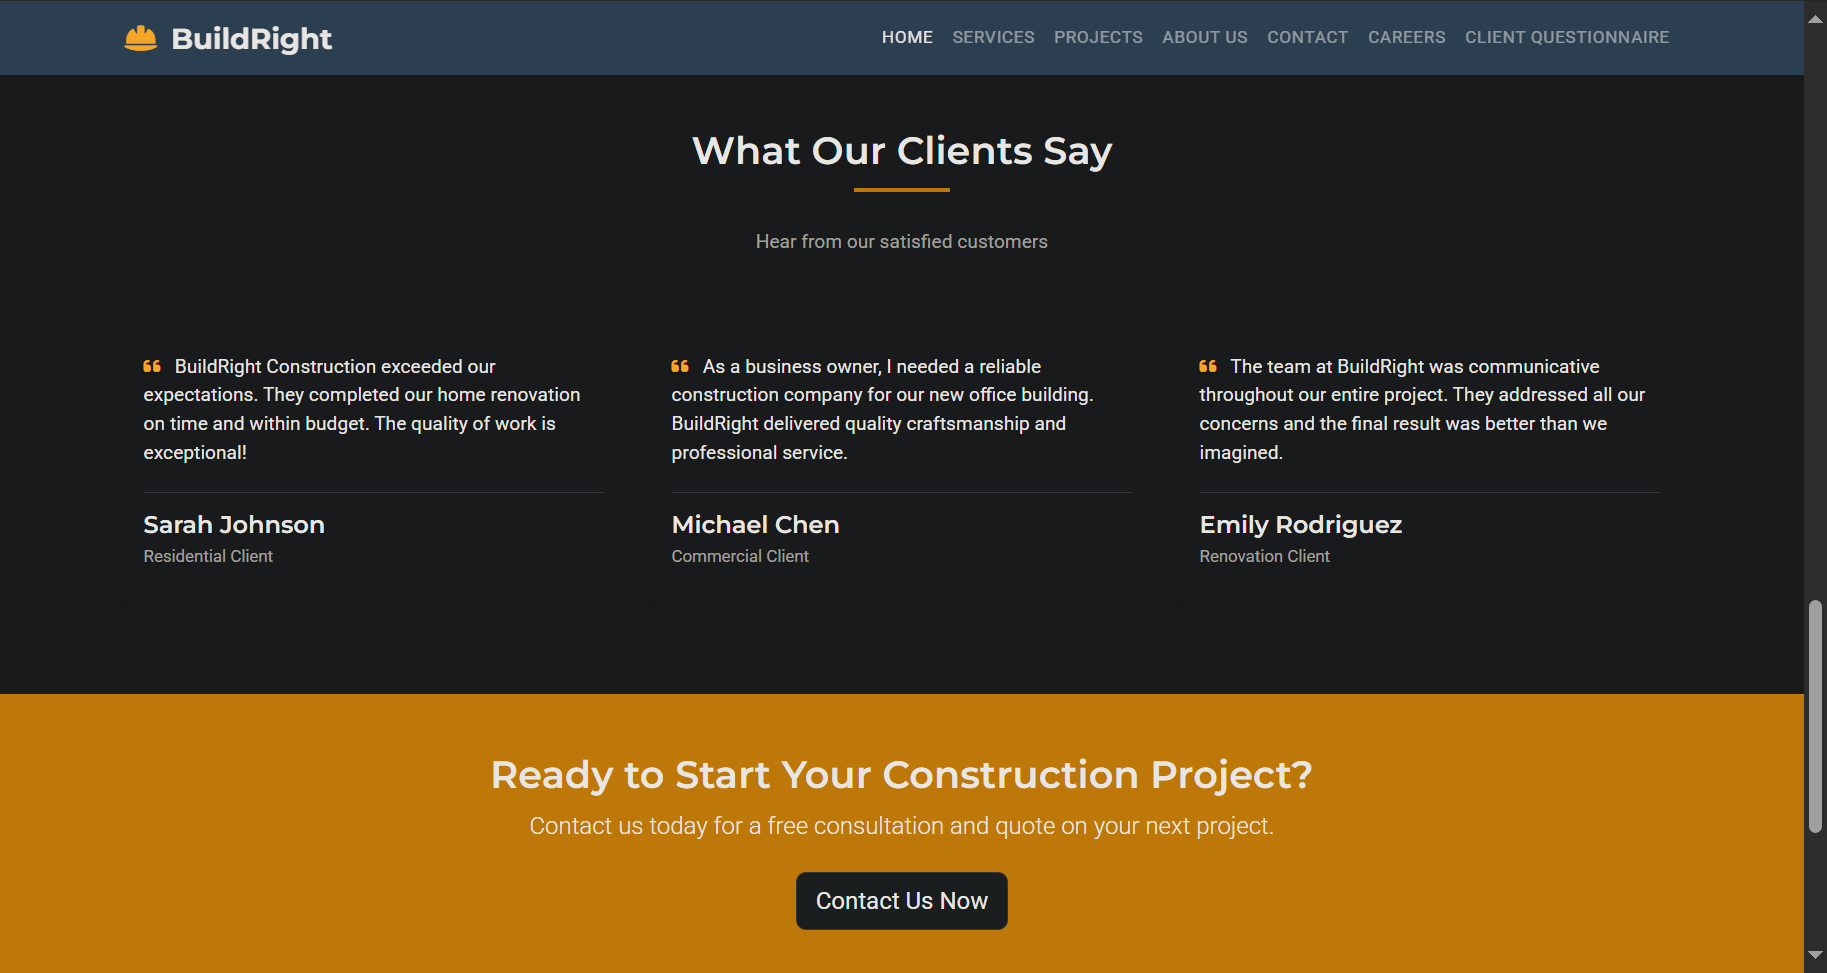 BuildRight
HOME SERVICES PROJECTS ABOUT US CONTACT CAREERS CLIENT QUESTIONNAIRE
What Our Clients Say
Hear from our satisfied customers
❝ BuildRight Construction exceeded our
expectations. They completed our home renovation
on time and within budget. The quality of work is
exceptional!
Sarah Johnson
Residential Client
❝ As a business owner, I needed a reliable
construction company for our new office building.
BuildRight delivered quality craftsmanship and
professional service.
Michael Chen
Commercial Client
❝ The team at BuildRight was communicative
throughout our entire project. They addressed all our
concerns and the final result was better than we
imagined.
Emily Rodriguez
Renovation Client
Ready to Start Your Construction Project?
Contact us today for a free consultation and quote on your next project.
Contact Us Now